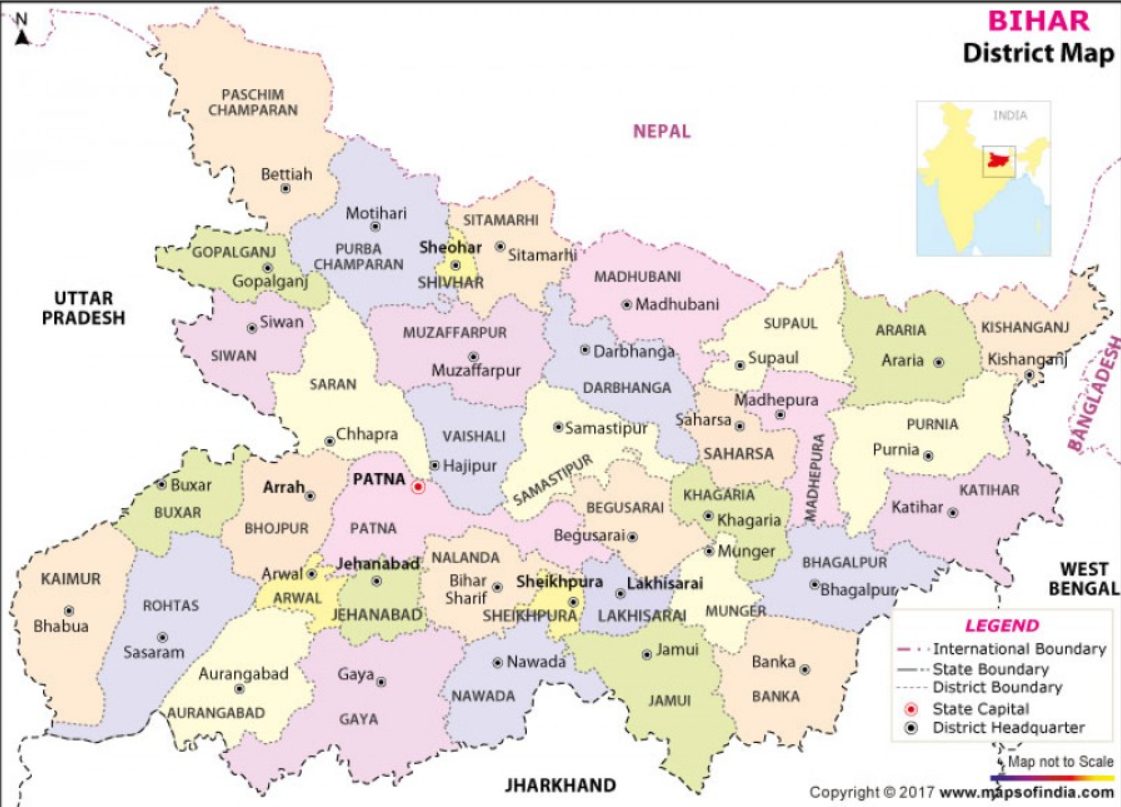 N
BIHAR
District Map
INDIA
NEPAL
PASCHIM
CHAMPARAN
Bettiah
Motihari
PURBA
CHAMPARAN
Sheohar
SHIVHAR
SITAMARHI
Sitamarhi
GOPALGANJ
Gopalganj
UTTAR
PRADESH
Siwan
SIWAN
MUZAFFARPUR
Muzaffarpur
MADHUBANI
Madhubani
Darbhanga
DARBHANGA
SUPAUL
Supaul
ARARIA
Araria
KISHANGANJ
Kishanganj
BANGLADESH
SARAN
Chhapra
VAISHALI
Hajipur
Samastipur
SAMASTIPUR
Saharsa
SAHARSA
Madhepura
MADHEPURA
PURNIA
Purnia
KATIHAR
Katihar
Buxar
BUXAR
Arrah
BHOJPUR
PATNA
PATNA
BEGUSARAI
Begusarai
KHAGARIA
Khagaria
Munger
MUNGER
BHAGALPUR
Bhagalpur
WEST
BENGAL
KAIMUR
Bhabua
ROHTAS
Sasaram
Arwal
ARWAL
Jehanabad
JEHANABAD
NALANDA
Bihar
Sharif
Sheikhpura
SHEIKHPURA
Lakhisarai
LAKHISARAI
Aurangabad
AURANGABAD
Gaya
GAYA
Nawada
NAWADA
Jamui
JAMUI
Banka
BANKA
JHARKHAND
LEGEND
International Boundary
State Boundary
District Boundary
State Capital
District Headquarter
Map not to Scale
Copyright © 2017 www.mapsofindia.com